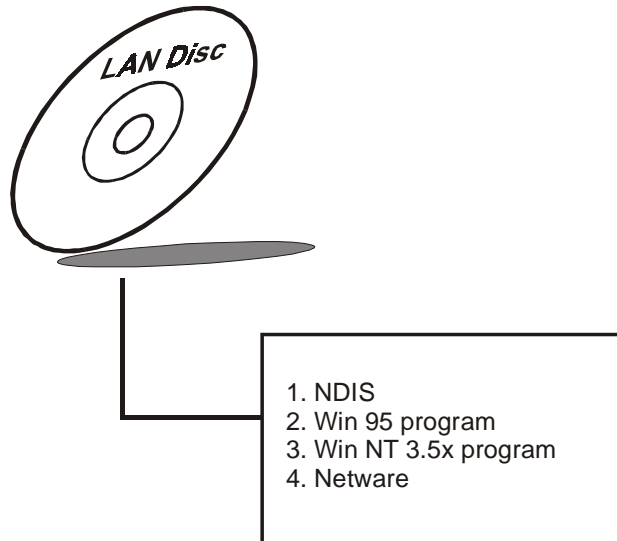 LAN Disc
1. NDIS
2. Win 95 program
3. Win NT 3.5x program
4. Netware